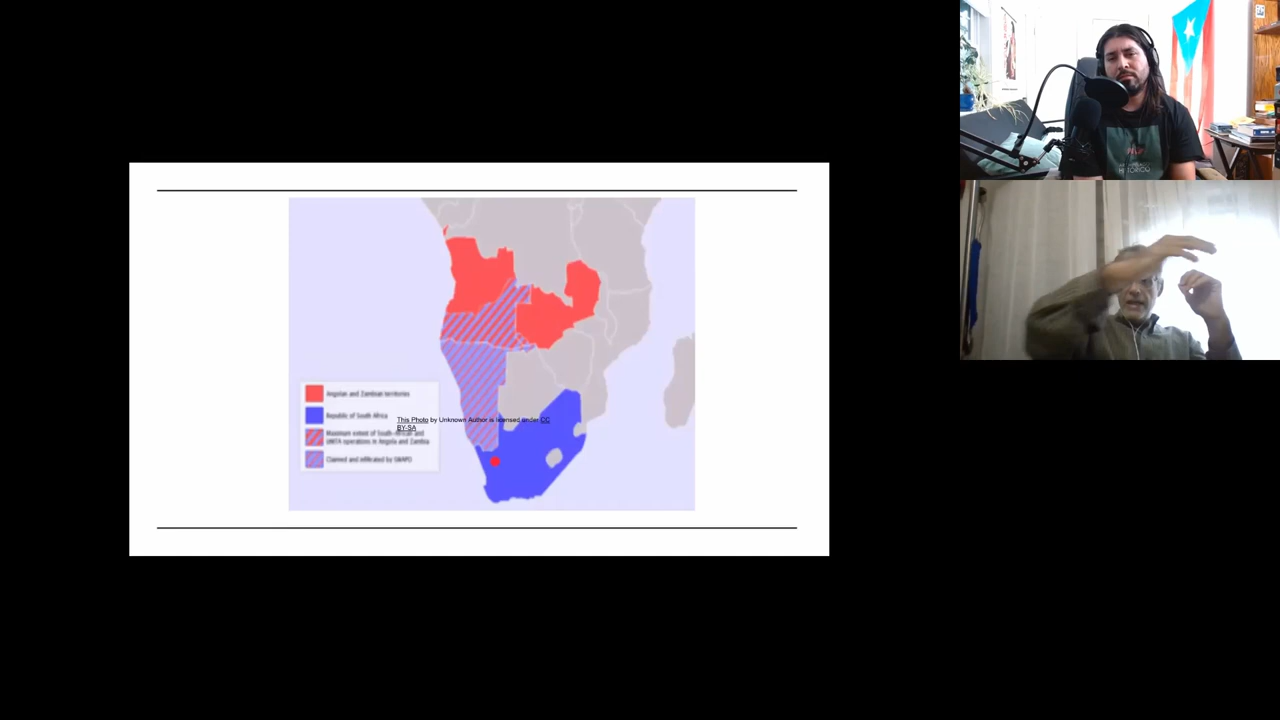 Angolan and Zambian territories
Republic of South Africa
This Photo by Unknown Author is licensed under CC
BY-SA
Maximum extent of South-African and
UNITA operations in Angola and Zambia
Claimed and infiltrated by SWAPO
HISTORICO